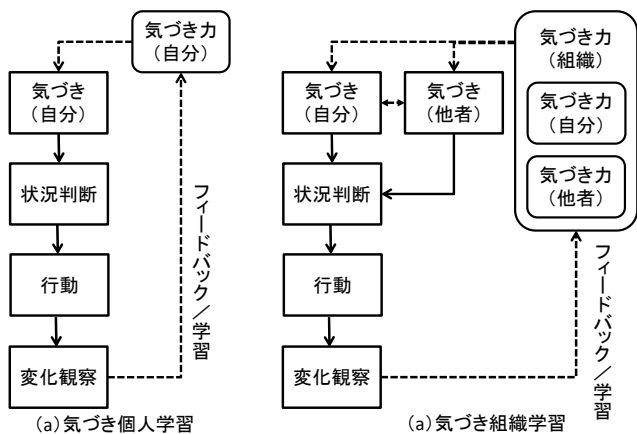 気づき力
(自分)
気づき
(自分)
状況判断
行動
変化観察
フィードバック／学習
(a)気づき個人学習
気づき力
(組織)
気づき力
(自分)
気づき力
(他者)
気づき
(自分)
気づき
(他者)
状況判断
行動
変化観察
フィードバック／学習
(a)気づき組織学習